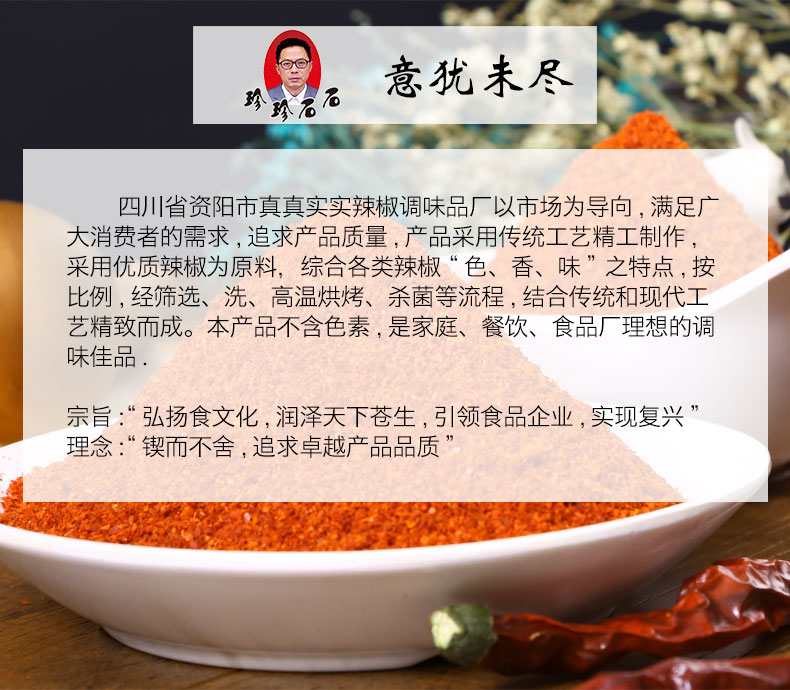 珍珍石石
意犹未尽
四川省资阳市真真实实辣椒调味品厂以市场为导向,满足广
大消费者的需求,追求产品质量,产品采用传统工艺精工制作,
采用优质辣椒为原料, 综合各类辣椒“色、香、味”之特点,按
比例,经筛选、洗、高温烘烤、杀菌等流程,结合传统和现代工
艺精致而成。本产品不含色素,是家庭、餐饮、食品厂理想的调
味佳品.
宗旨:“弘扬食文化,润泽天下苍生,引领食品企业,实现复兴”
理念:“锲而不舍,追求卓越产品品质”